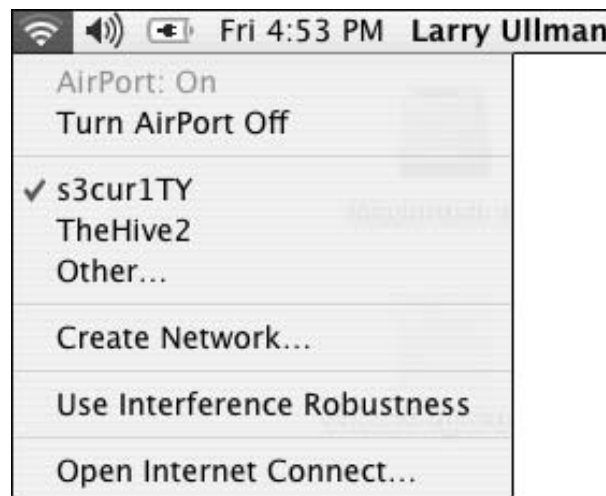 Fri 4:53 PM Larry Ullman
AirPort: On
Turn AirPort Off
✓ s3cur1TY
TheHive2
Other...
Create Network...
Use Interference Robustness
Open Internet Connect...